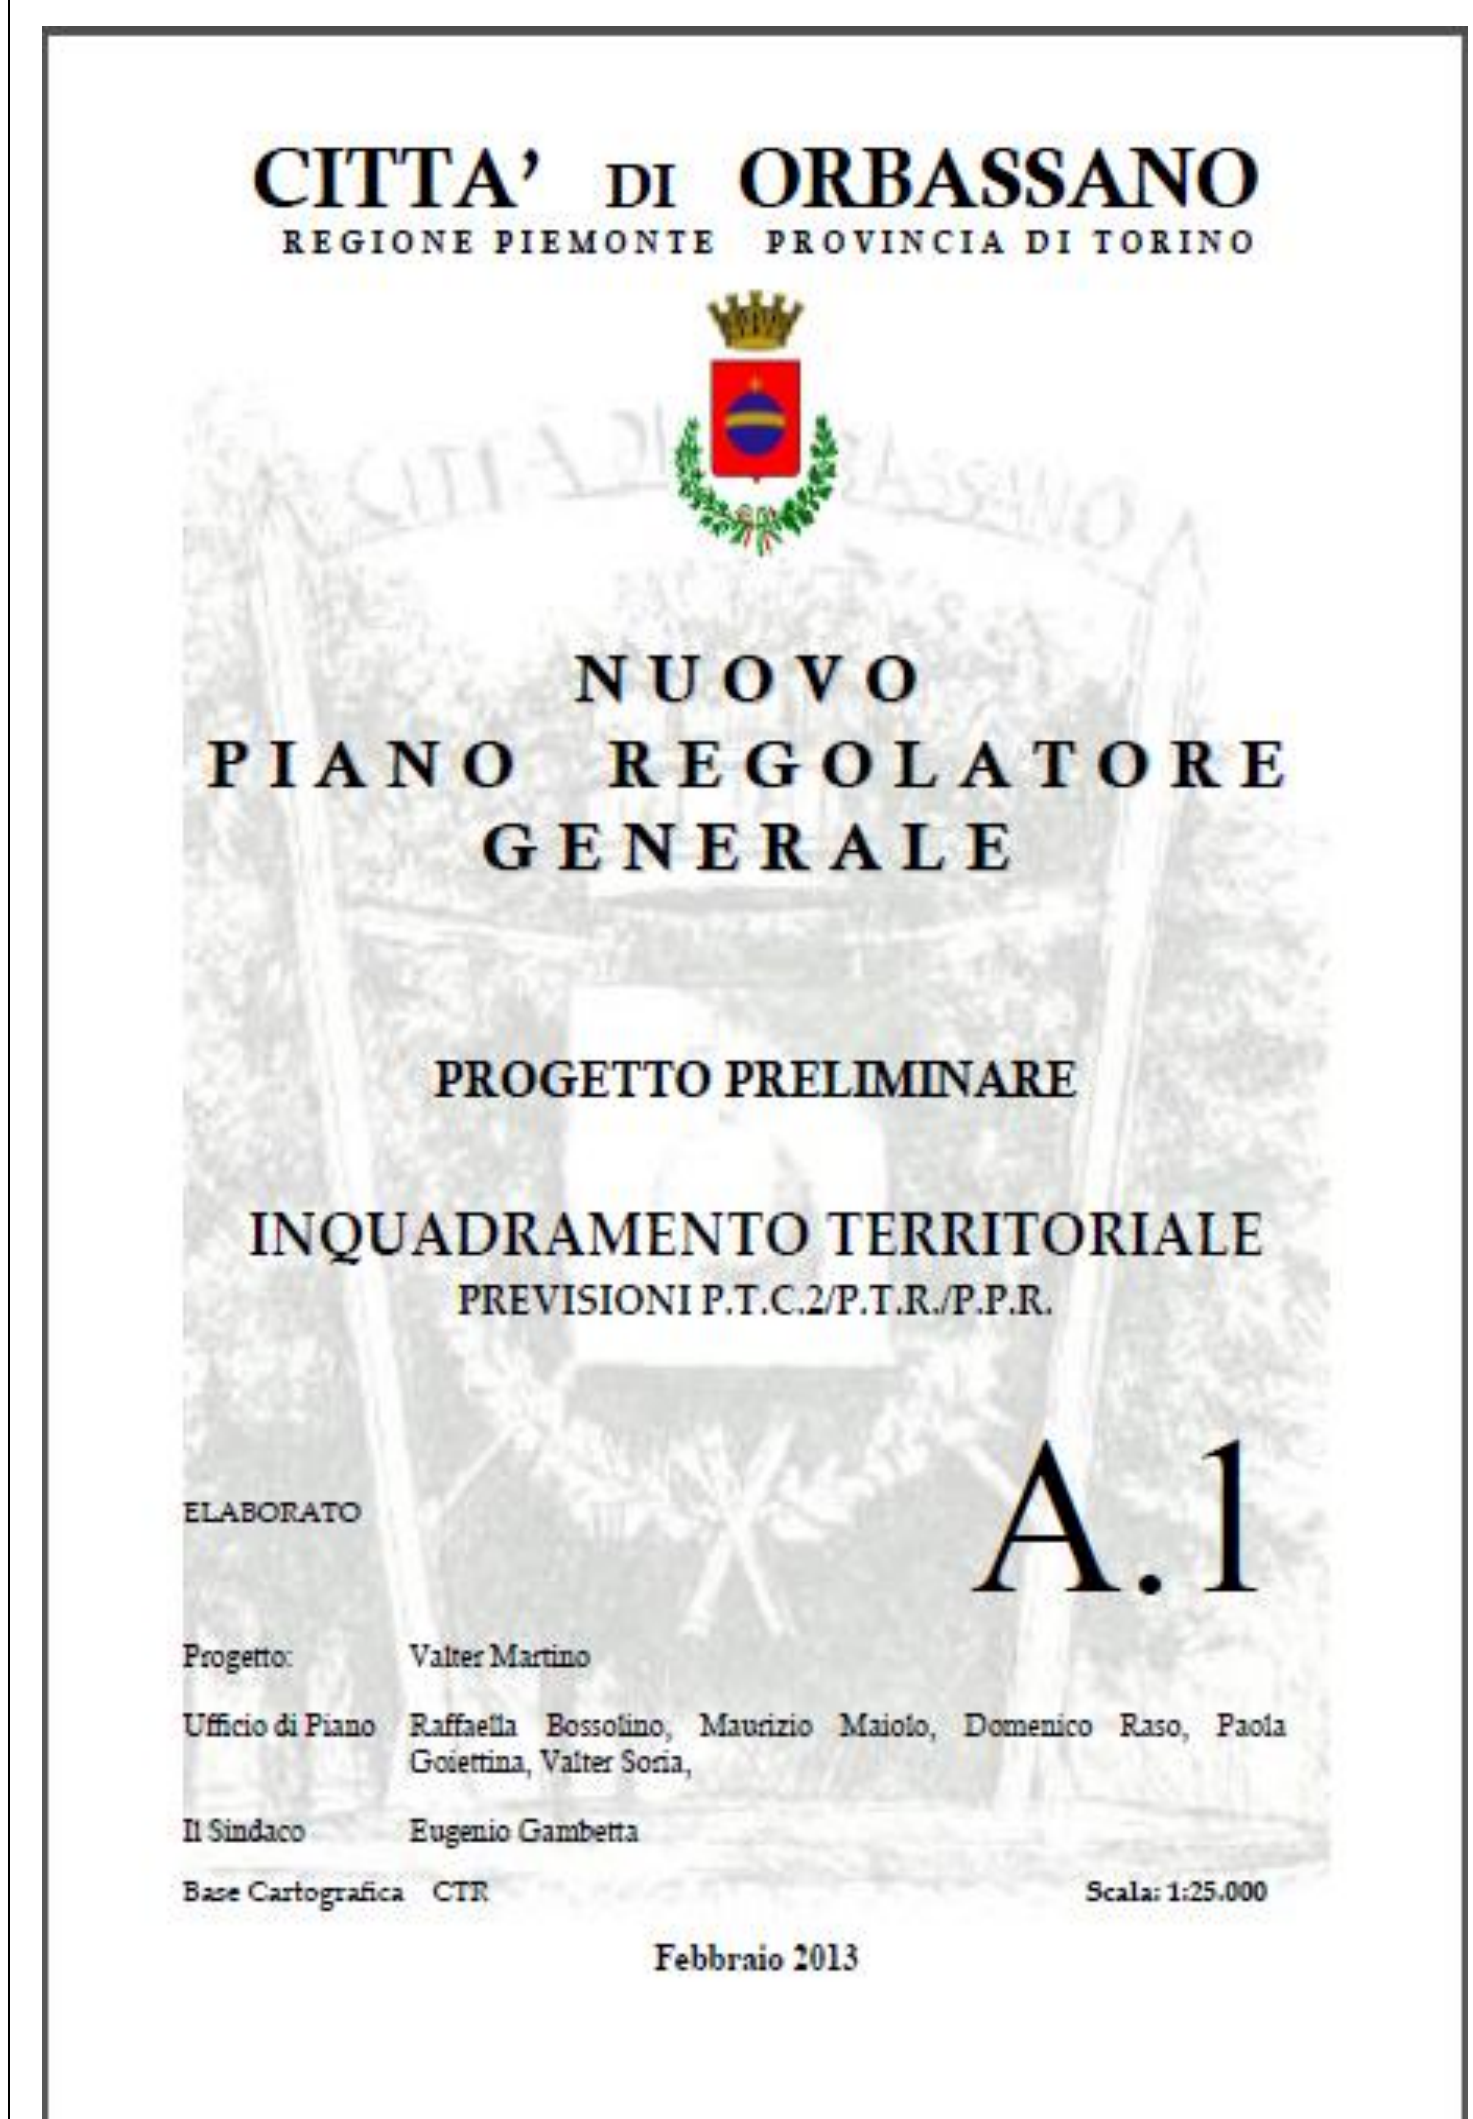 CITTA' DI ORBASSANO
REGIONE PIEMONTE PROVINCIA DI TORINO
NUOVO
PIANO REGOLATORE
GENERALE
PROGETTO PRELIMINARE
INQUADRAMENTO TERRITORIALE
PREVISIONI P.T.C.2/P.T.R./P.P.R.
ELABORATO A.1
Progetto: Valter Martino
Ufficio di Piano Raffaella Bossolino, Maurizio Maiolo, Domenico Raso, Paola
Goiettina, Valter Soria,
Il Sindaco Eugenio Gambetta
Base Cartografica CTR Scala: 1:25.000
Febbraio 2013